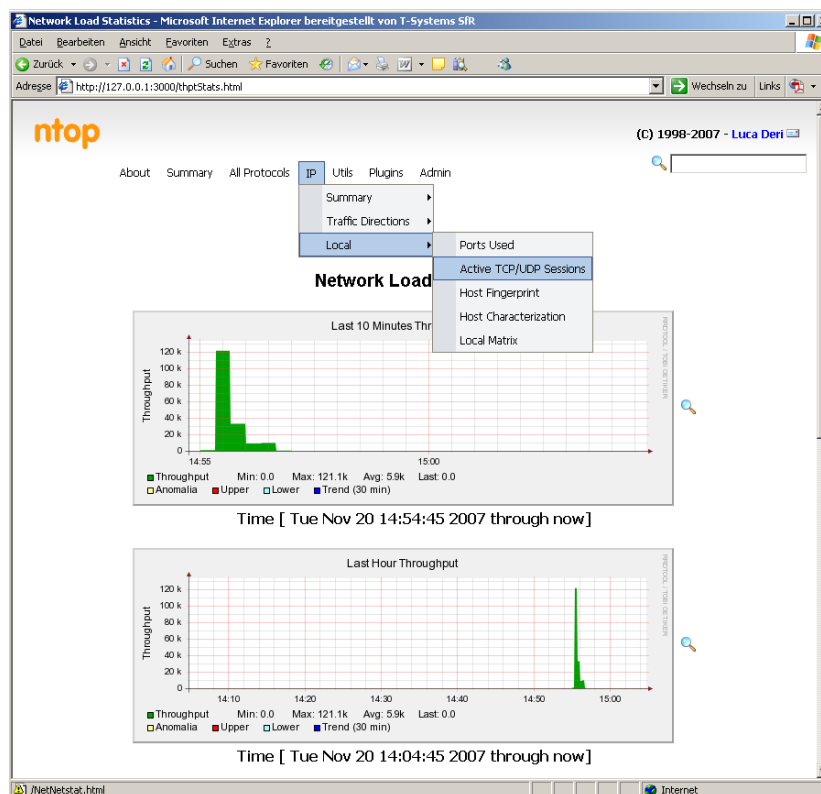 Network Load Statistics - Microsoft Internet Explorer bereitgestellt von T-Systems SfR
Datei Bearbeiten Ansicht Favoriten Extras ?
Zurück Suchen Favoriten
Adresse http://127.0.0.1:3000/thptStats.html Wechseln zu Links
ntop
(C) 1998-2007 - Luca Deri
About Summary All Protocols IP Utils Plugins Admin
Summary
Traffic Directions
Local
Ports Used
Active TCP/UDP Sessions
Host Fingerprint
Host Characterization
Local Matrix
Network Load
Last 10 Minutes Thr
RRDTOOL / TOBI OETIKER
Throughput
120 k
100 k
80 k
60 k
40 k
20 k
0
14:55 15:00
Throughput Min: 0.0 Max: 121.1k Avg: 5.9k Last: 0.0
Anomalia Upper Lower Trend (30 min)
Time [ Tue Nov 20 14:54:45 2007 through now]
Last Hour Throughput
RRDTOOL / TOBI OETIKER
Throughput
120 k
100 k
80 k
60 k
40 k
20 k
0
14:10 14:20 14:30 14:40 14:50 15:00
Throughput Min: 0.0 Max: 121.1k Avg: 5.9k Last: 0.0
Anomalia Upper Lower Trend (30 min)
Time [ Tue Nov 20 14:04:45 2007 through now]
/NetNetstat.html Internet